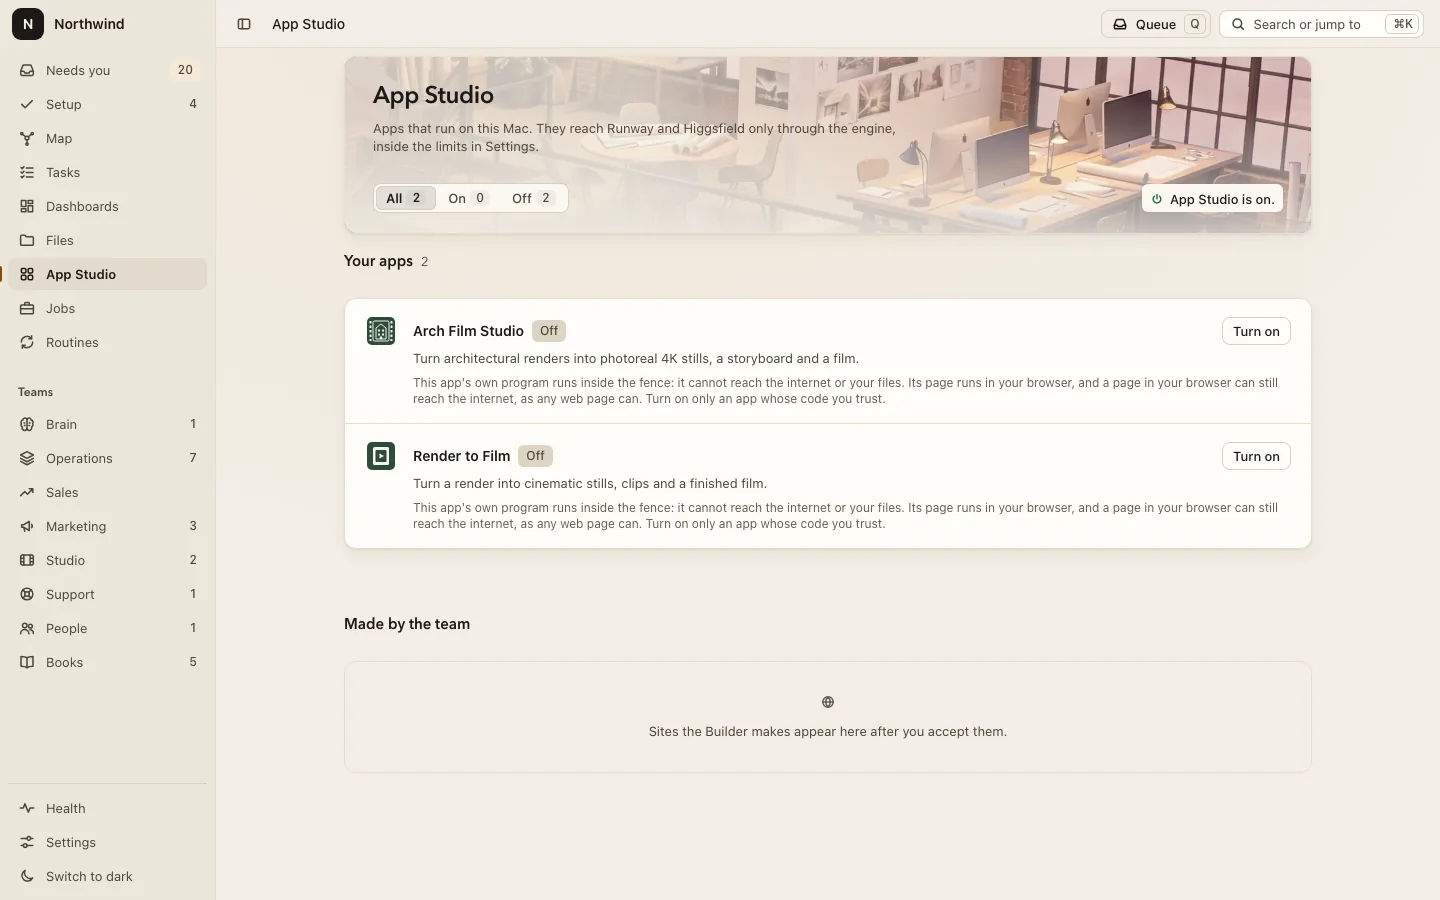 N Northwind
Needs you 20
Setup 4
Map
Tasks
Dashboards
Files
App Studio
Jobs
Routines
Teams
Brain 1
Operations 7
Sales
Marketing 3
Studio 2
Support 1
People 1
Books 5
Health
Settings
Switch to dark
App Studio
Queue Q
Search or jump to ⌘K
App Studio
Apps that run on this Mac. They reach Runway and Higgsfield only through the engine,
inside the limits in Settings.
All 2 On 0 Off 2
App Studio is on.
Your apps 2
Arch Film Studio Off
Turn on
Turn architectural renders into photoreal 4K stills, a storyboard and a film.
This app's own program runs inside the fence: it cannot reach the internet or your files. Its page runs in your browser, and a page in your browser can still
reach the internet, as any web page can. Turn on only an app whose code you trust.
Render to Film Off
Turn on
Turn a render into cinematic stills, clips and a finished film.
This app's own program runs inside the fence: it cannot reach the internet or your files. Its page runs in your browser, and a page in your browser can still
reach the internet, as any web page can. Turn on only an app whose code you trust.
Made by the team
Sites the Builder makes appear here after you accept them.